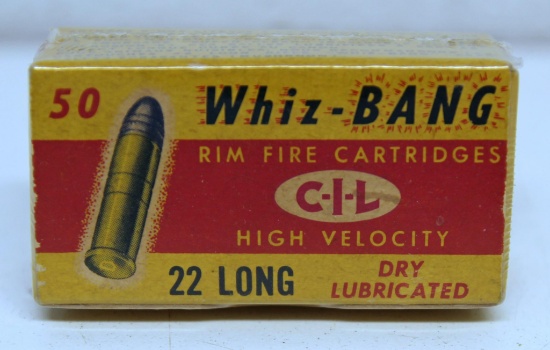 50 Whiz-BANG
RIM FIRE CARTRIDGES
C-I-L
HIGH VELOCITY
22 LONG
DRY
LUBRICATED